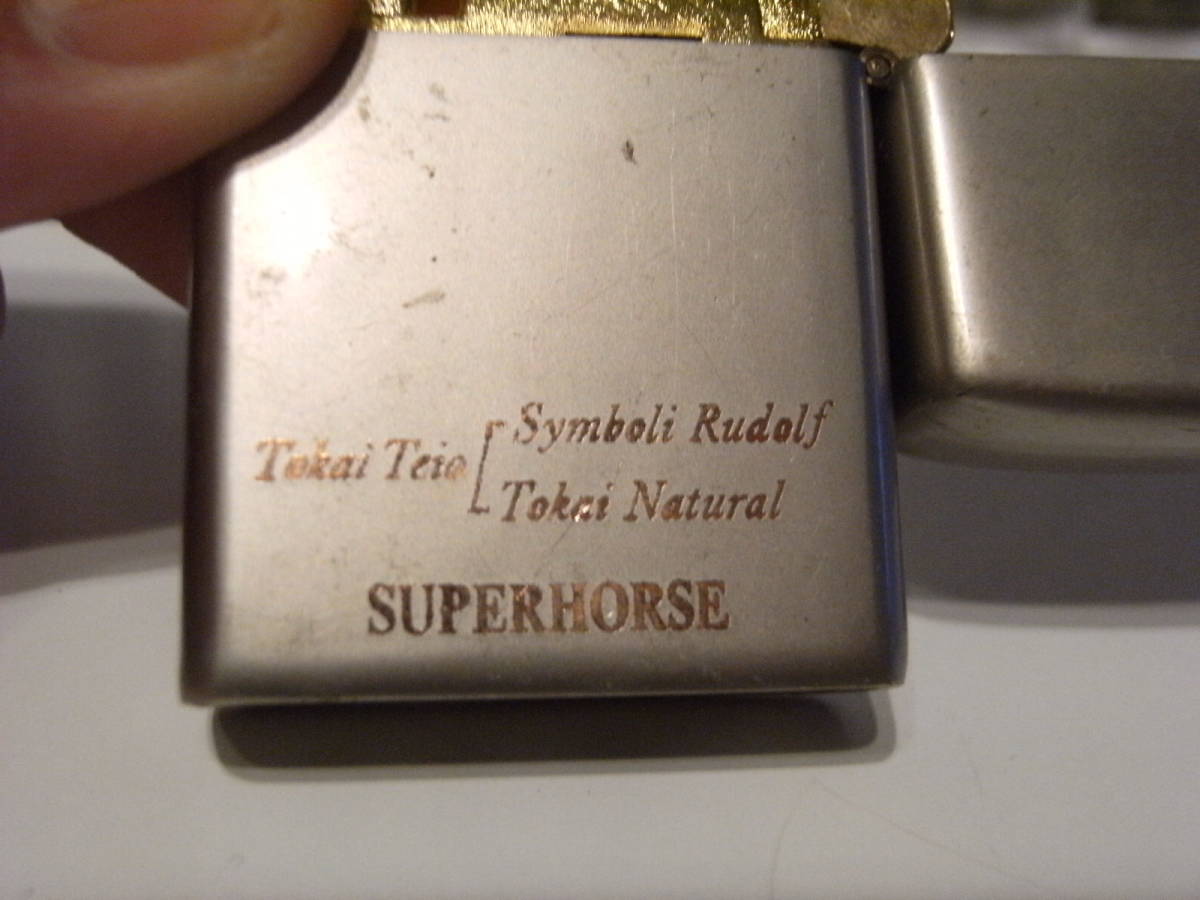 Symboli Rudolf
Tokai Teio
Tokai Natural
SUPERHORSE